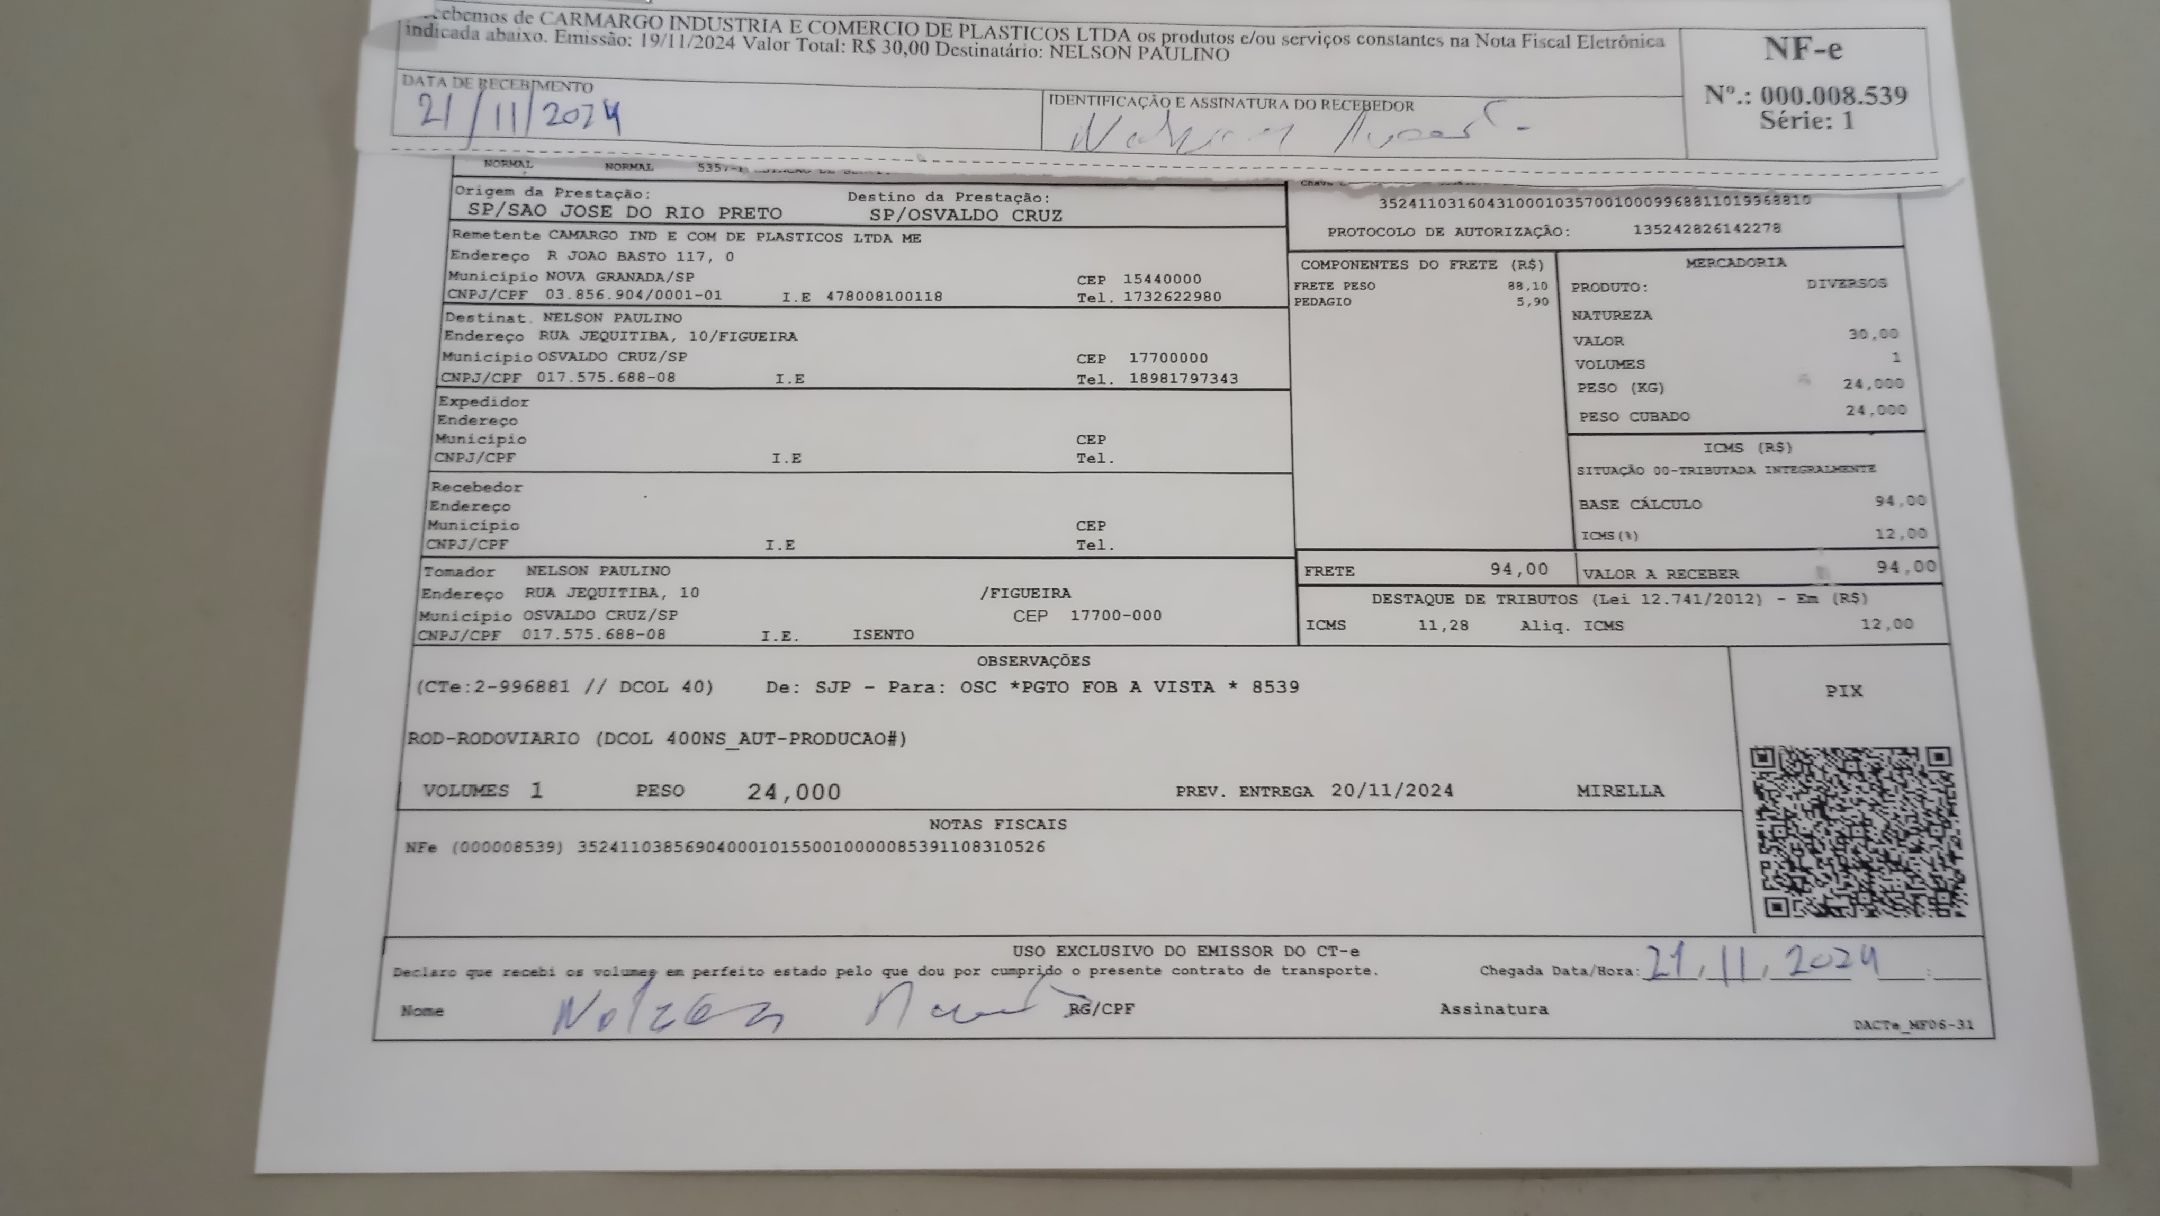 cebemos de CARMARGO INDUSTRIA E COMERCIO DE PLASTICOS LTDA os produtos e/ou serviços constantes na Nota Fiscal Eletrônica
indicada abaixo. Emissão: 19/11/2024 Valor Total: R$ 30,00 Destinatário: NELSON PAULINO
NF-e
Nº.: 000.008.539
Série: 1
DATA DE RECEBIMENTO
21/11/2024
IDENTIFICAÇÃO E ASSINATURA DO RECEBEDOR
NORMAL NORMAL
Origem da Prestação: Destino da Prestação:
SP/SAO JOSE DO RIO PRETO SP/OSVALDO CRUZ
35241103160431000103570010009968811019968810
PROTOCOLO DE AUTORIZAÇÃO: 135242826142278
Remetente CAMARGO IND E COM DE PLASTICOS LTDA ME
Endereço R JOAO BASTO 117, 0
Município NOVA GRANADA/SP CEP 15440000
CNPJ/CPF 03.856.904/0001-01 I.E 478008100118 Tel. 1732622980
Destinat. NELSON PAULINO
Endereço RUA JEQUITIBA, 10/FIGUEIRA
Município OSVALDO CRUZ/SP CEP 17700000
CNPJ/CPF 017.575.688-08 I.E Tel. 18981797343
Expedidor
Endereço
Município CEP
CNPJ/CPF I.E Tel.
Recebedor
Endereço
Município CEP
CNPJ/CPF I.E Tel.
Tomador NELSON PAULINO
Endereço RUA JEQUITIBA, 10 /FIGUEIRA
Município OSVALDO CRUZ/SP CEP 17700-000
CNPJ/CPF 017.575.688-08 I.E. ISENTO
COMPONENTES DO FRETE (R$)
FRETE PESO 88,10
PEDAGIO 5,90
MERCADORIA
PRODUTO: DIVERSOS
NATUREZA
VALOR 30,00
VOLUMES 1
PESO (KG) 24,000
PESO CUBADO 24,000
ICMS (R$)
SITUAÇÃO 00-TRIBUTADA INTEGRALMENTE
BASE CÁLCULO 94,00
ICMS(%) 12,00
FRETE 94,00 VALOR A RECEBER 94,00
DESTAQUE DE TRIBUTOS (Lei 12.741/2012) - Em (R$)
ICMS 11,28 Aliq. ICMS 12,00
OBSERVAÇÕES
(CTe:2-996881 // DCOL 40) De: SJP - Para: OSC *PGTO FOB A VISTA * 8539
ROD-RODOVIARIO (DCOL 400NS_AUT-PRODUCAO#)
VOLUMES 1 PESO 24,000 PREV. ENTREGA 20/11/2024 MIRELLA
PIX
NOTAS FISCAIS
NFe (000008539) 35241103856904000101550010000085391108310526
USO EXCLUSIVO DO EMISSOR DO CT-e
Declaro que recebi os volumes em perfeito estado pelo que dou por cumprido o presente contrato de transporte. Chegada Data/Hora: 21,11,2024 :
Nome RG/CPF Assinatura
DACTe_MF06-31